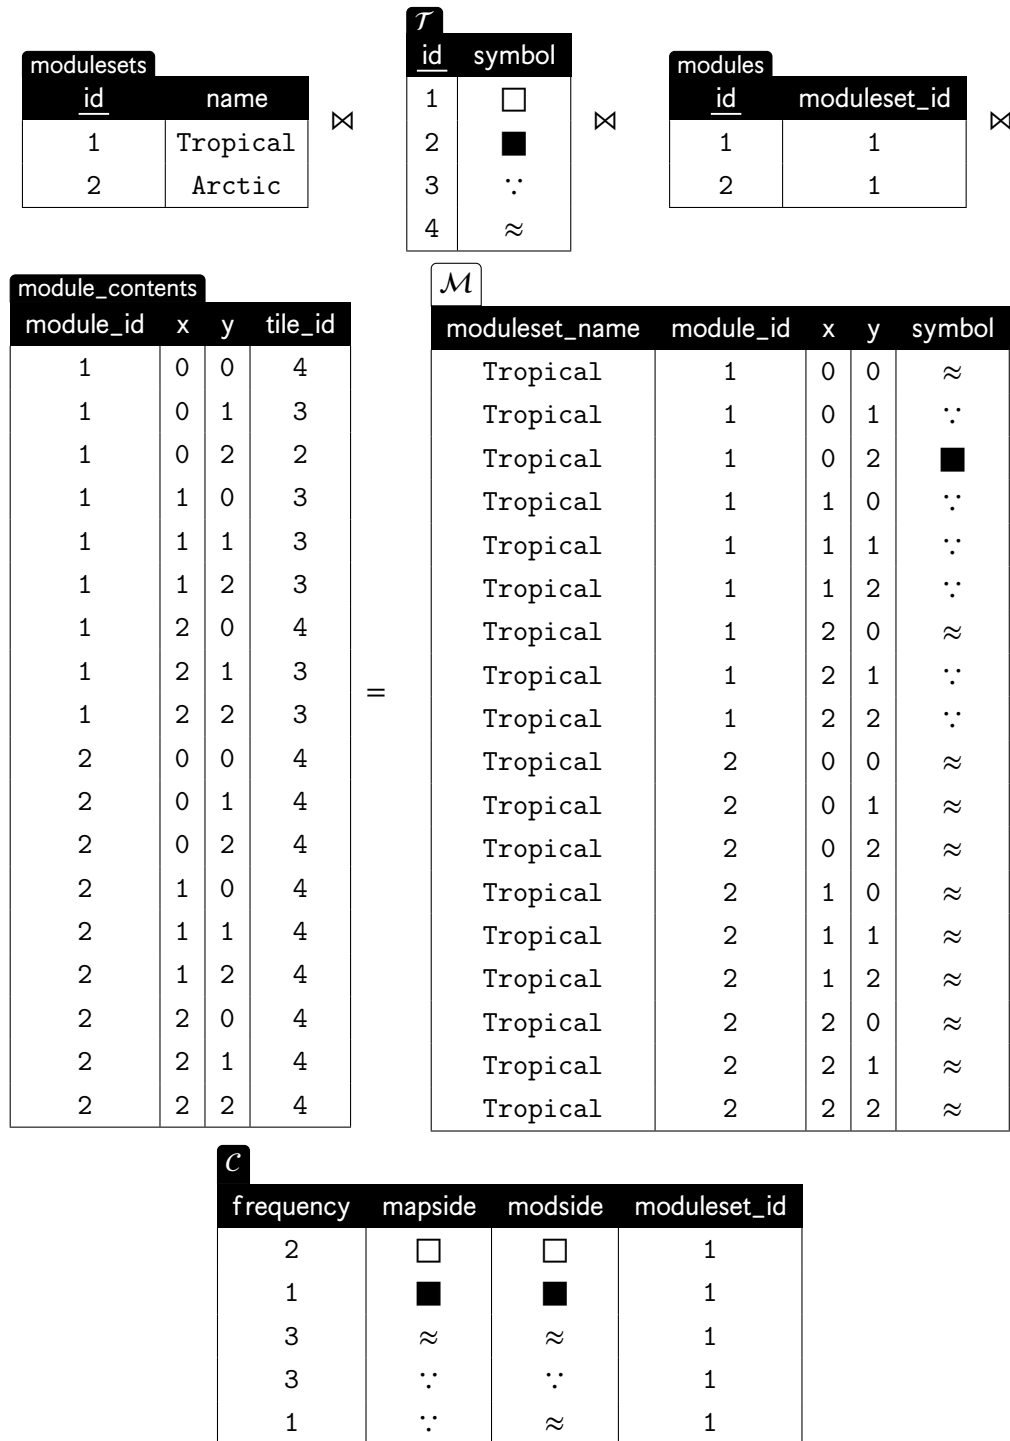 modulesets
id name
1 Tropical
2 Arctic
⋈
𝒯
id symbol
1 □
2 ■
3 ∵
4 ≈
⋈
modules
id moduleset_id
1 1
2 1
⋈
module_contents
module_id x y tile_id
1 0 0 4
1 0 1 3
1 0 2 2
1 1 0 3
1 1 1 3
1 1 2 3
1 2 0 4
1 2 1 3
1 2 2 3
2 0 0 4
2 0 1 4
2 0 2 4
2 1 0 4
2 1 1 4
2 1 2 4
2 2 0 4
2 2 1 4
2 2 2 4
=
ℳ
moduleset_name module_id x y symbol
Tropical 1 0 0 ≈
Tropical 1 0 1 ∵
Tropical 1 0 2 ■
Tropical 1 1 0 ∵
Tropical 1 1 1 ∵
Tropical 1 1 2 ∵
Tropical 1 2 0 ≈
Tropical 1 2 1 ∵
Tropical 1 2 2 ∵
Tropical 2 0 0 ≈
Tropical 2 0 1 ≈
Tropical 2 0 2 ≈
Tropical 2 1 0 ≈
Tropical 2 1 1 ≈
Tropical 2 1 2 ≈
Tropical 2 2 0 ≈
Tropical 2 2 1 ≈
Tropical 2 2 2 ≈
𝒞
frequency mapside modside moduleset_id
2 □ □ 1
1 ■ ■ 1
3 ≈ ≈ 1
3 ∵ ∵ 1
1 ∵ ≈ 1